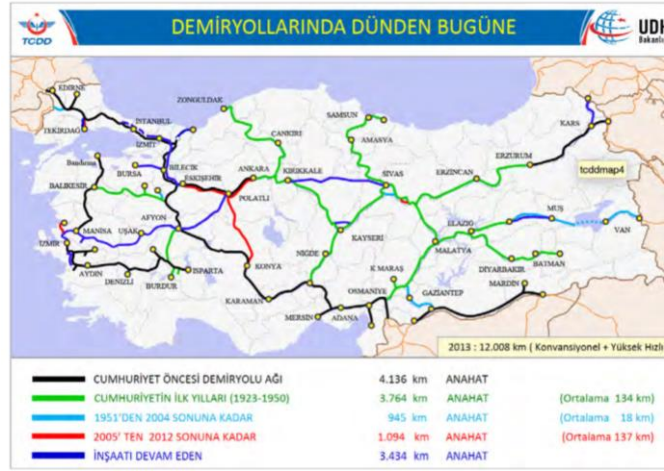 TCDD
DEMİRYOLLARINDA DÜNDEN BUGÜNE
UDH
Bakanlı
EDİRNE
TEKİRDAĞ
İSTANBUL
İZMİT
ZONGULDAK
ÇANKIRI
SAMSUN
AMASYA
KARS
ERZURUM
ERZİNCAN
tcddmap4
Bandırma
BURSA
BİLECİK
ESKİŞEHİR
ANKARA
KIRIKKALE
SİVAS
BALIKESİR
POLATLI
AFYON
MANİSA
UŞAK
İZMİR
KAYSERİ
ELAZIĞ
MUŞ
VAN
MALATYA
NİĞDE
KONYA
ISPARTA
AYDIN
DENİZLİ
BURDUR
K MARAŞ
DİYARBAKIR
BATMAN
OSMANİYE
GAZİANTEP
MARDİN
KARAMAN
MERSİN
ADANA
2013 : 12.008 km ( Konvansiyonel + Yüksek Hızlı
CUMHURİYET ÖNCESİ DEMİRYOLU AĞI 4.136 km ANAHAT
CUMHURİYETİN İLK YILLARI (1923-1950) 3.764 km ANAHAT (Ortalama 134 km)
1951'DEN 2004 SONUNA KADAR 945 km ANAHAT (Ortalama 18 km)
2005' TEN 2012 SONUNA KADAR 1.094 km ANAHAT (Ortalama 137 km)
İNŞAATI DEVAM EDEN 3.434 km ANAHAT